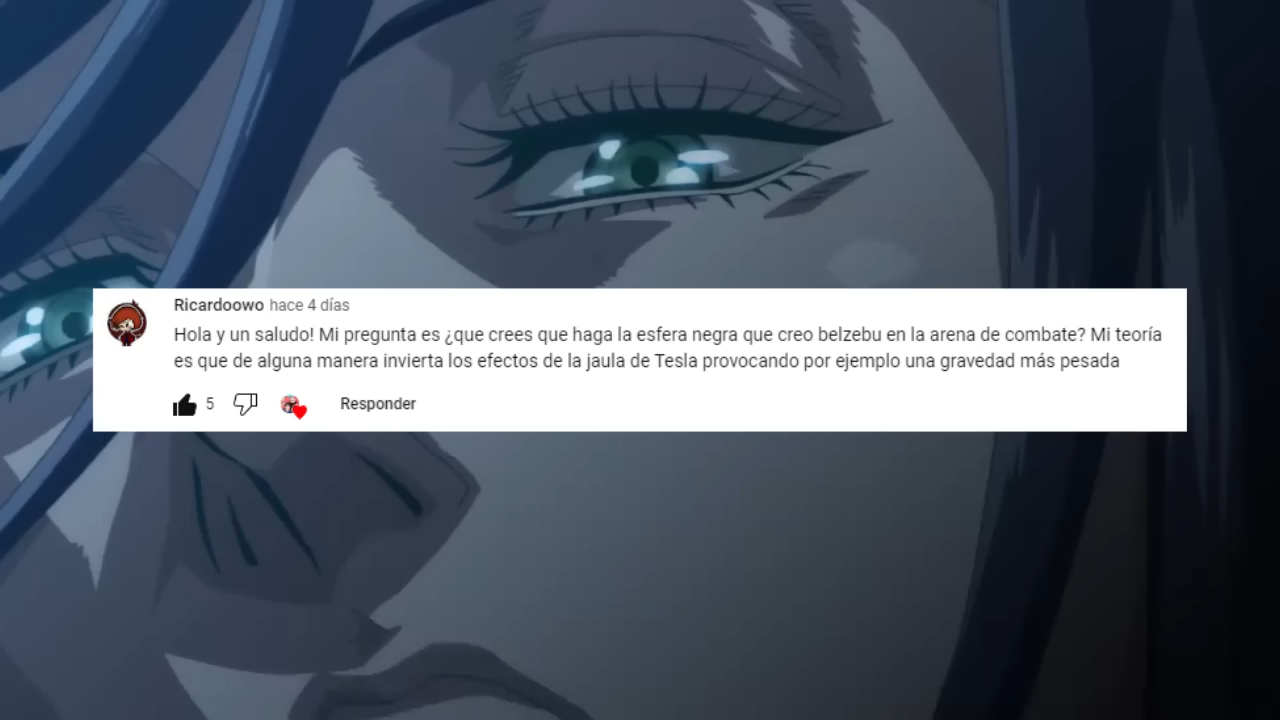 Ricardoowo hace 4 días
Hola y un saludo! Mi pregunta es ¿que crees que haga la esfera negra que creo belzebu en la arena de combate? Mi teoría
es que de alguna manera invierta los efectos de la jaula de Tesla provocando por ejemplo una gravedad más pesada
5 Responder